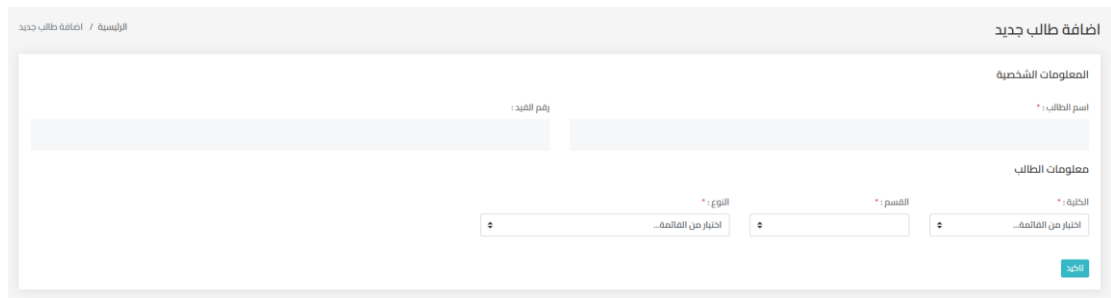 اضافة طالب جديد
الرئيسية / اضافة طالب جديد
المعلومات الشخصية
اسم الطالب : * رقم القيد :
معلومات الطالب
الكلية : * القسم : * النوع : *
اختيار من القائمة... اختيار من القائمة...
تاكيد